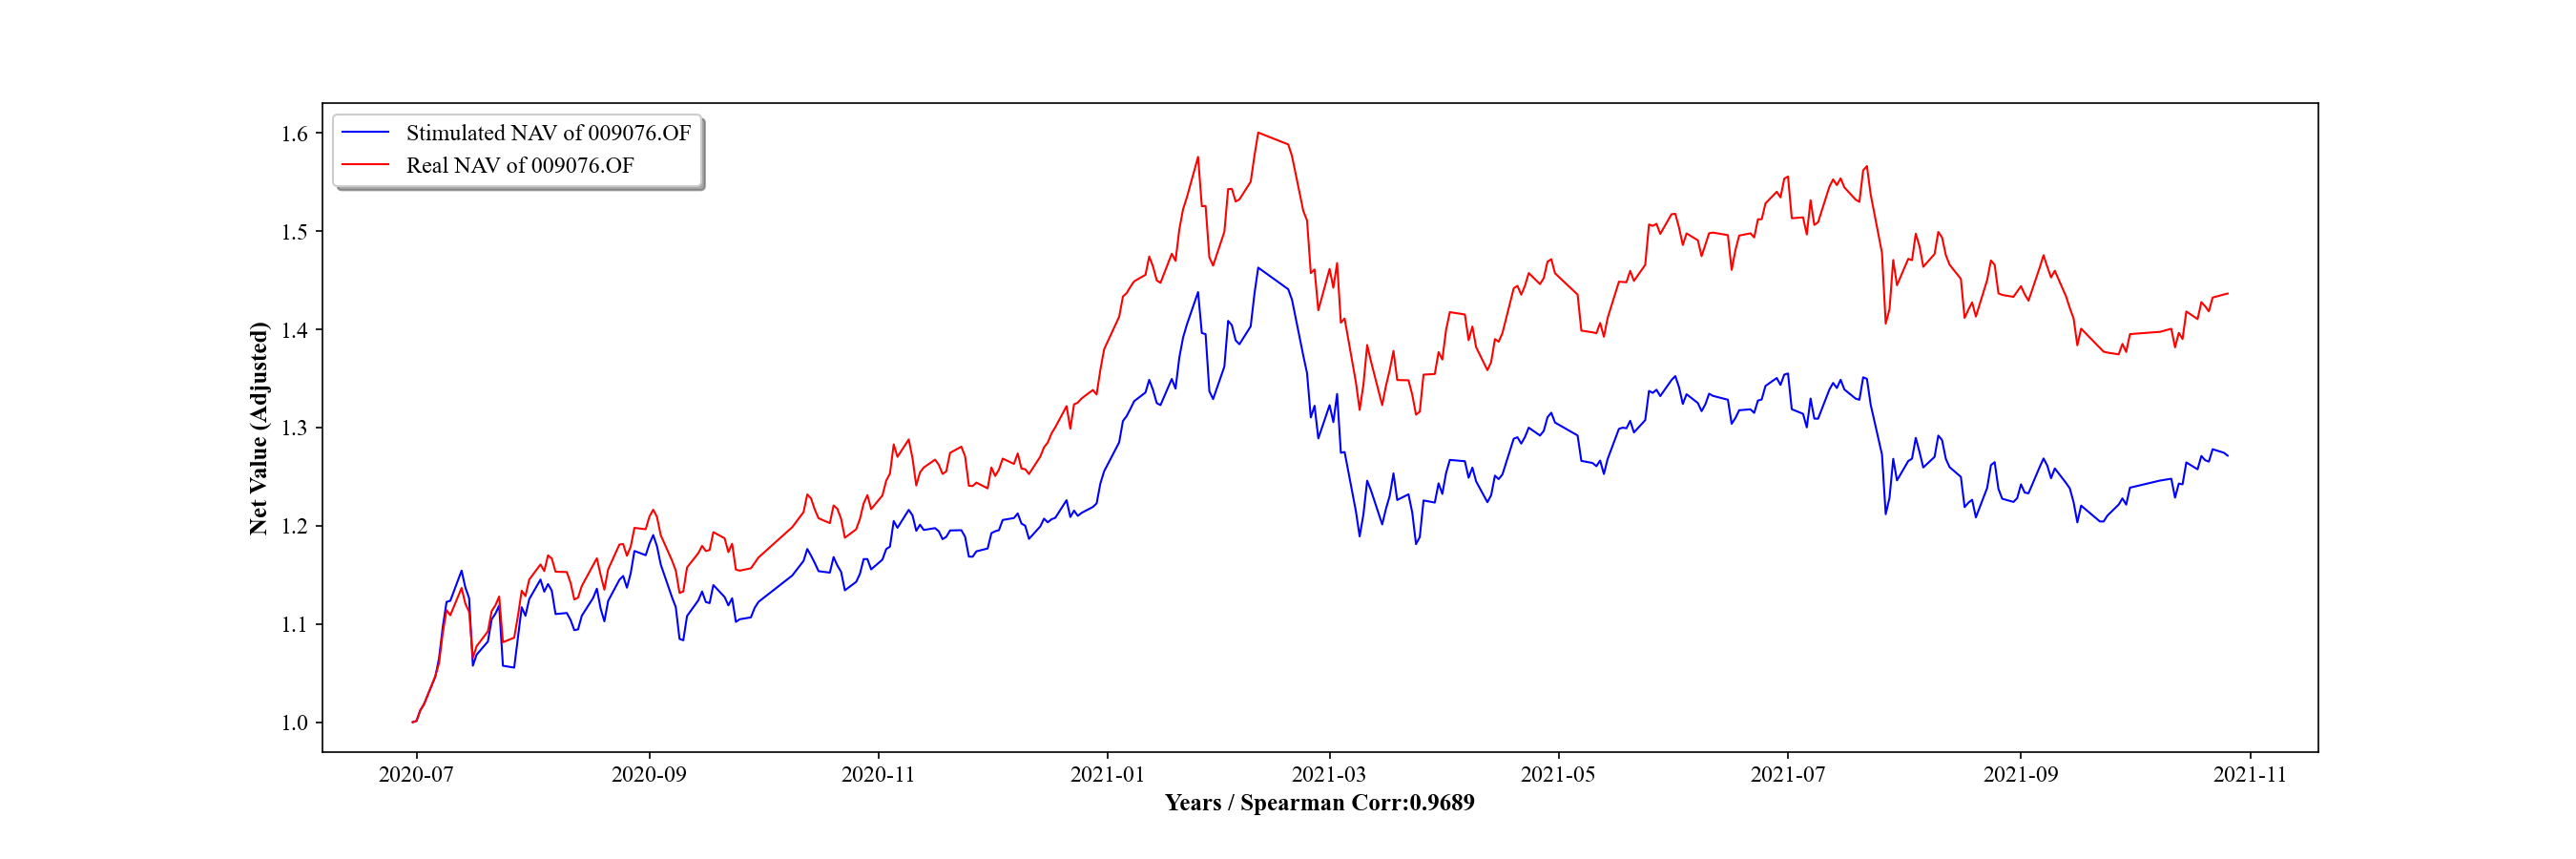 Stimulated NAV of 009076.OF
Real NAV of 009076.OF
1.6
1.5
1.4
1.3
1.2
1.1
1.0
Net Value (Adjusted)
2020-07 2020-09 2020-11 2021-01 2021-03 2021-05 2021-07 2021-09 2021-11
Years / Spearman Corr:0.9689